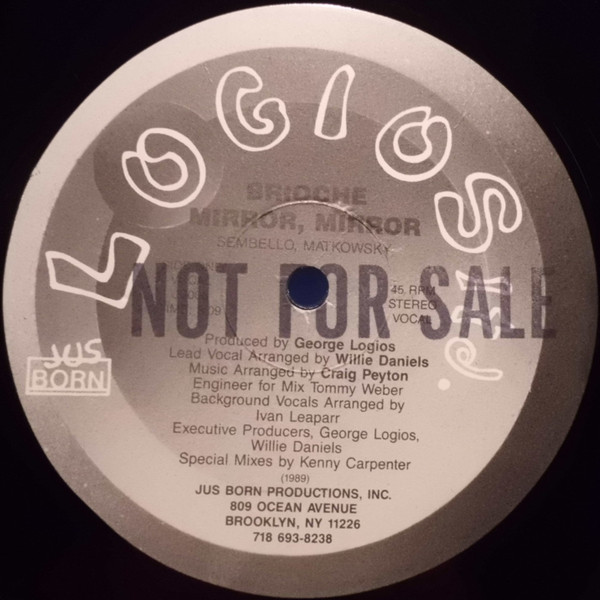 LOGIOS Ltd.
BRIOCHE
MIRROR, MIRROR
SEMBELLO, MATKOWSKY
NOT FOR SALE
45 RPM
STEREO
VOCAL
JUS
BORN
Produced by George Logios
Lead Vocal Arranged by Willie Daniels
Music Arranged by Craig Peyton
Engineer for Mix Tommy Weber
Background Vocals Arranged by
Ivan Leaparr
Executive Producers, George Logios,
Willie Daniels
Special Mixes by Kenny Carpenter
(1989)
JUS BORN PRODUCTIONS, INC.
809 OCEAN AVENUE
BROOKLYN, NY 11226
718 693-8238